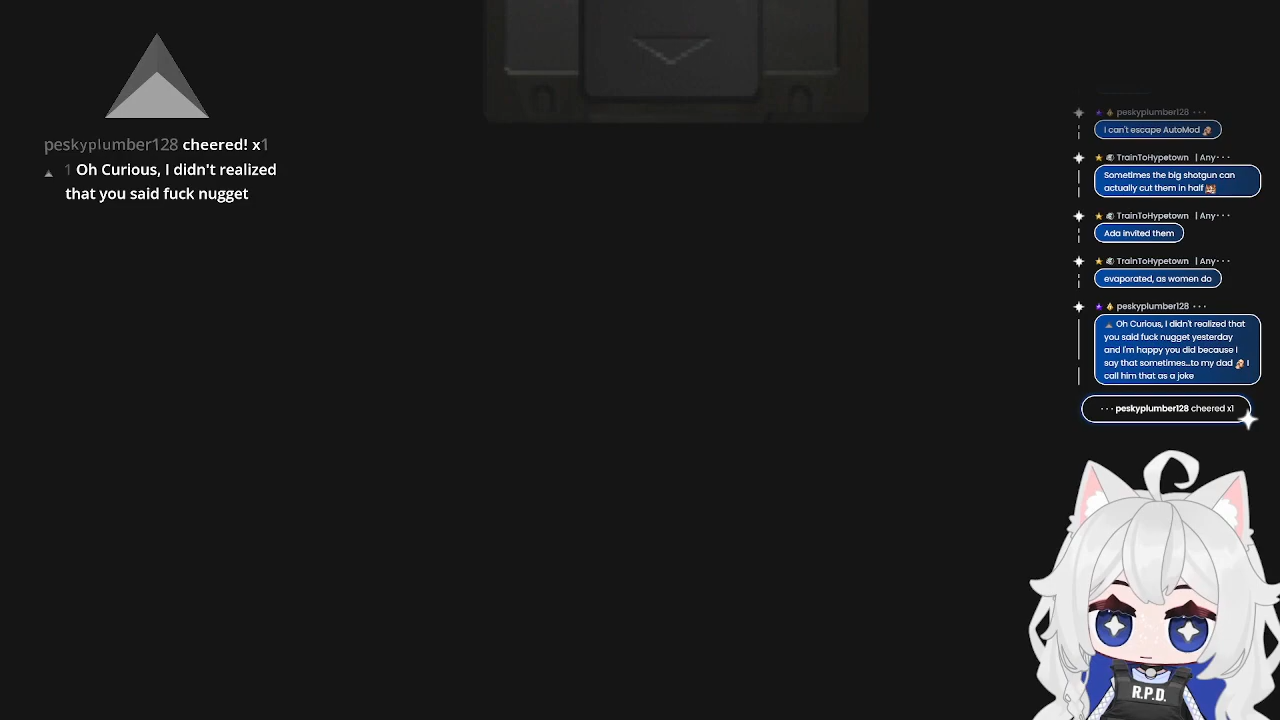 peskyplumber128 cheered! x1
1 Oh Curious, I didn't realized
that you said fuck nugget
peskyplumber128 ···
I can't escape AutoMod
TrainToHypetown | Any···
Sometimes the big shotgun can
actually cut them in half
TrainToHypetown | Any···
Ada invited them
TrainToHypetown | Any···
evaporated, as women do
peskyplumber128 ···
Oh Curious, I didn't realized that
you said fuck nugget yesterday
and I'm happy you did because I
say that sometimes...to my dad I
call him that as a joke
··· peskyplumber128 cheered x1
R.P.D.